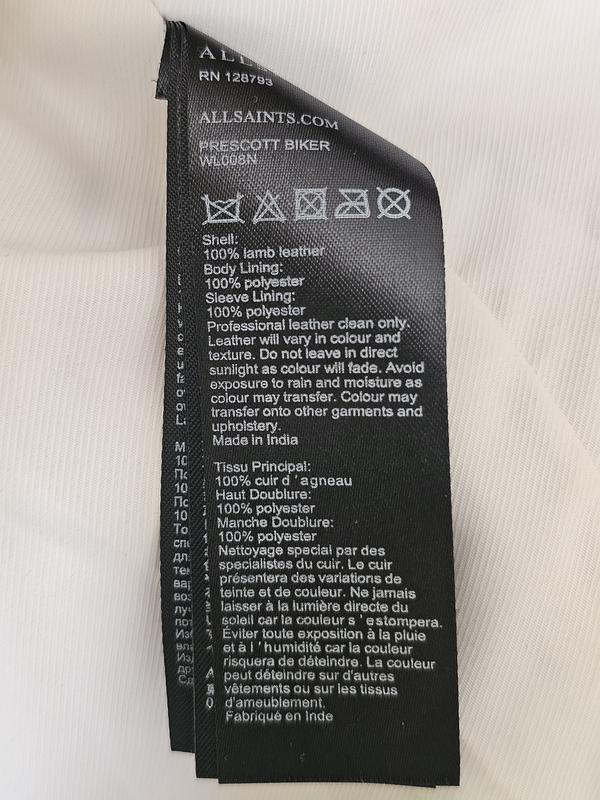 RN 128793
ALLSAINTS.COM
PRESCOTT BIKER
WL008N
Shell:
100% lamb leather
Body Lining:
100% polyester
Sleeve Lining:
100% polyester
Professional leather clean only.
Leather will vary in colour and
texture. Do not leave in direct
sunlight as colour will fade. Avoid
exposure to rain and moisture as
colour may transfer. Colour may
transfer onto other garments and
upholstery.
Made in India
Tissu Principal:
100% cuir d'agneau
Haut Doublure:
100% polyester
Manche Doublure:
100% polyester
Nettoyage special par des
specialistes du cuir. Le cuir
présentera des variations de
teinte et de couleur. Ne jamais
laisser à la lumière directe du
soleil car la couleur s'estompera.
Éviter toute exposition à la pluie
et à l'humidité car la couleur
risquera de déteindre. La couleur
peut déteindre sur d'autres
vêtements ou sur les tissus
d'ameublement.
Fabriqué en Inde